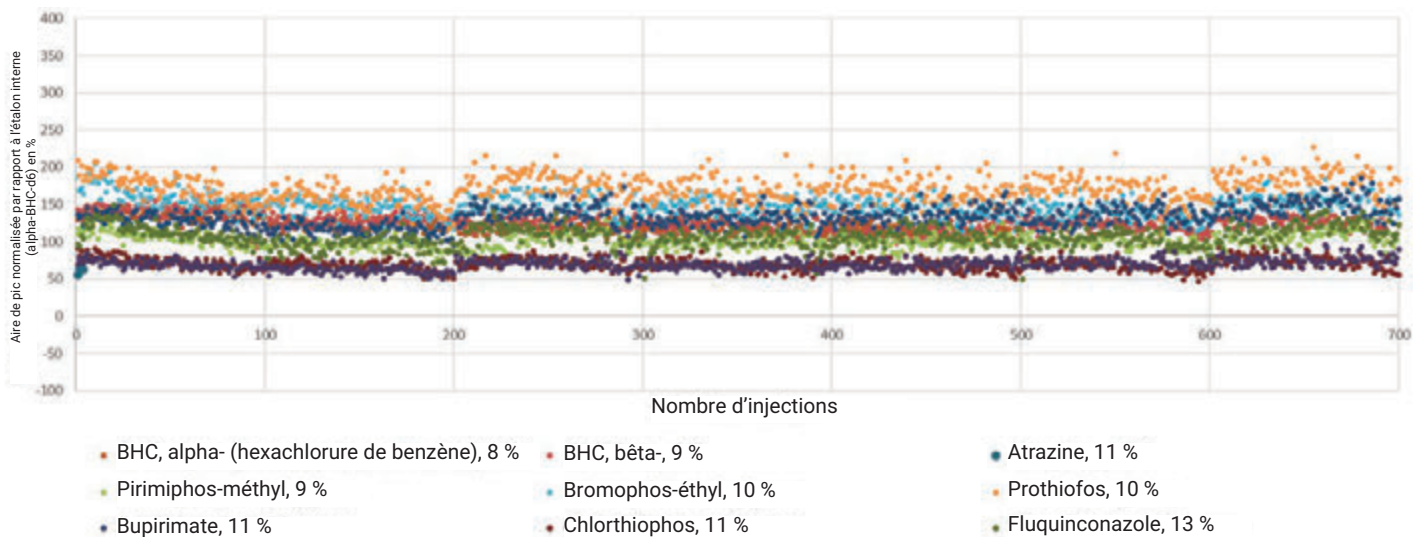 Aire de pic normalisée par rapport à l'étalon interne
(alpha-BHC-d6) en %
400
350
300
250
200
150
100
50
0
-50
-100
0
100
200
300
400
500
600
700
Nombre d'injections
BHC, alpha- (hexachlorure de benzène), 8 %
BHC, bêta-, 9 %
Atrazine, 11 %
Pirimiphos-méthyl, 9 %
Bromophos-éthyl, 10 %
Prothiofos, 10 %
Bupirimate, 11 %
Chlorthiophos, 11 %
Fluquinconazole, 13 %